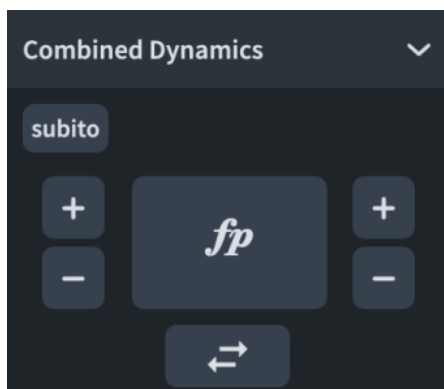 Combined Dynamics
subito
+ fp +
− −